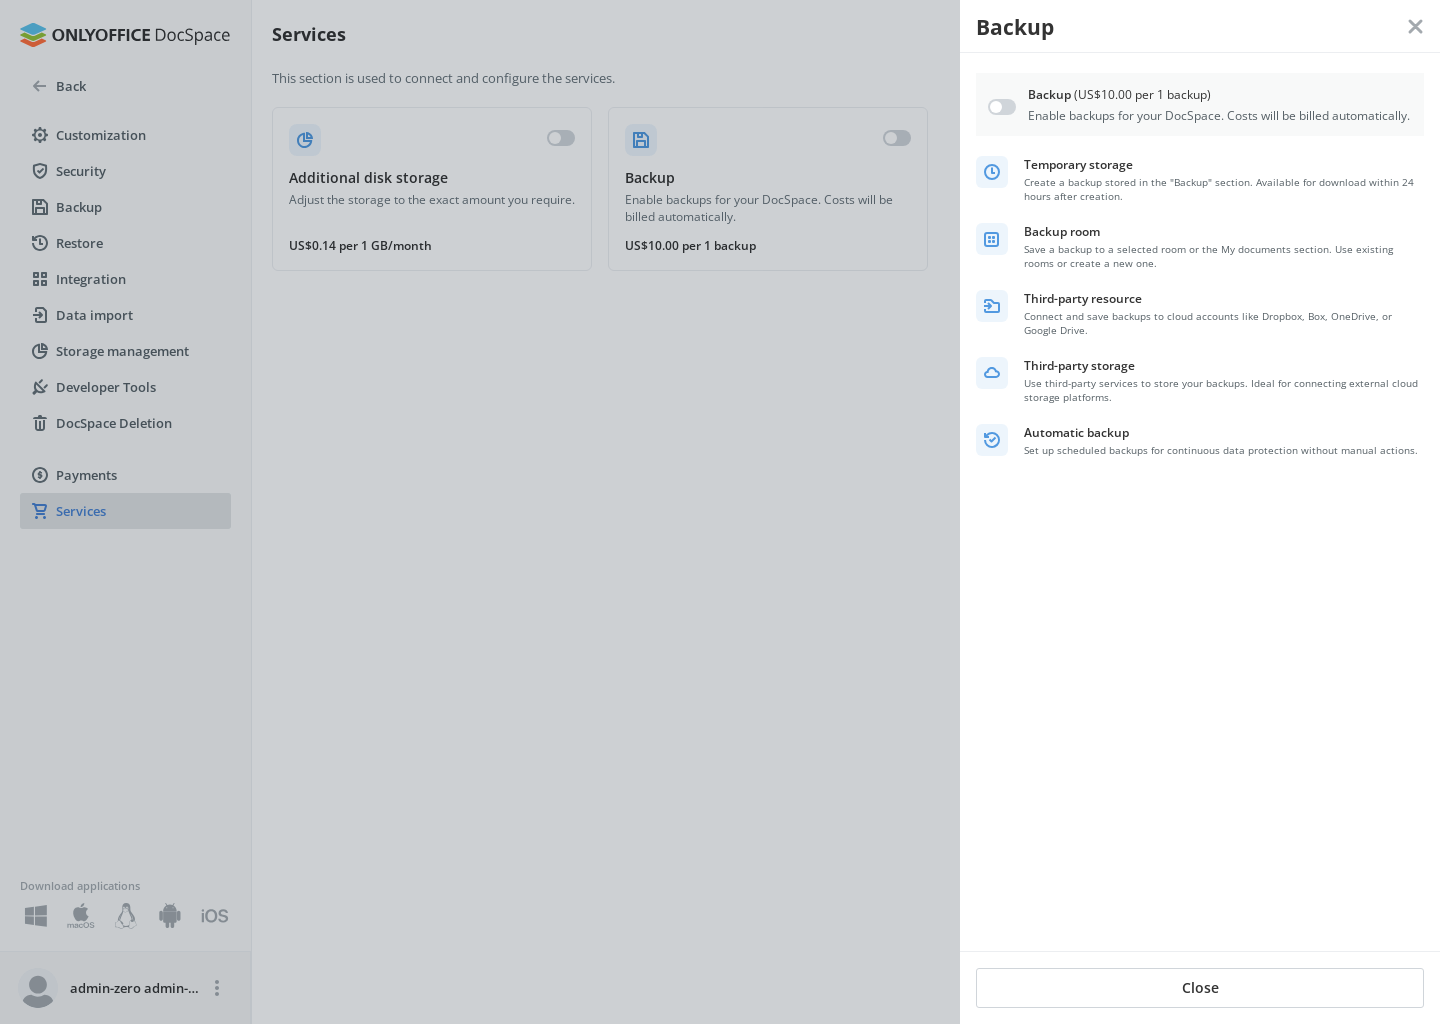 ONLYOFFICE DocSpace
Back
Customization
Security
Backup
Restore
Integration
Data import
Storage management
Developer Tools
DocSpace Deletion
Payments
Services
Download applications
macOS
iOS
admin-zero admin-...
Services
This section is used to connect and configure the services.
Additional disk storage
Adjust the storage to the exact amount you require.
US$0.14 per 1 GB/month
Backup
Enable backups for your DocSpace. Costs will be
billed automatically.
US$10.00 per 1 backup
Backup
Backup (US$10.00 per 1 backup)
Enable backups for your DocSpace. Costs will be billed automatically.
Temporary storage
Create a backup stored in the "Backup" section. Available for download within 24
hours after creation.
Backup room
Save a backup to a selected room or the My documents section. Use existing
rooms or create a new one.
Third-party resource
Connect and save backups to cloud accounts like Dropbox, Box, OneDrive, or
Google Drive.
Third-party storage
Use third-party services to store your backups. Ideal for connecting external cloud
storage platforms.
Automatic backup
Set up scheduled backups for continuous data protection without manual actions.
Close